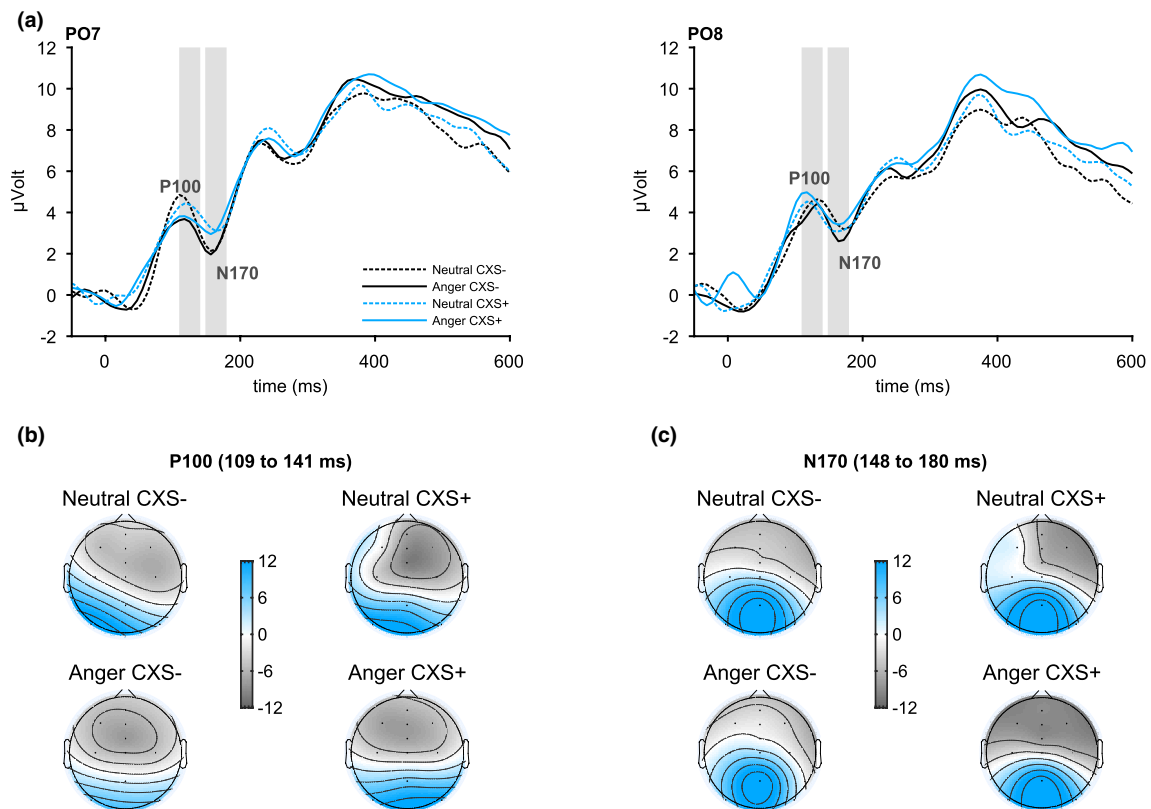 (a)
PO7
12
10
8
6
4
2
0
-2
µVolt
P100
N170
Neutral CXS-
Anger CXS-
Neutral CXS+
Anger CXS+
0 200 400 600
time (ms)
PO8
12
10
8
6
4
2
0
-2
µVolt
P100
N170
0 200 400 600
time (ms)
(b)
P100 (109 to 141 ms)
Neutral CXS- Neutral CXS+
12
6
0
-6
-12
Anger CXS- Anger CXS+
(c)
N170 (148 to 180 ms)
Neutral CXS- Neutral CXS+
12
6
0
-6
-12
Anger CXS- Anger CXS+